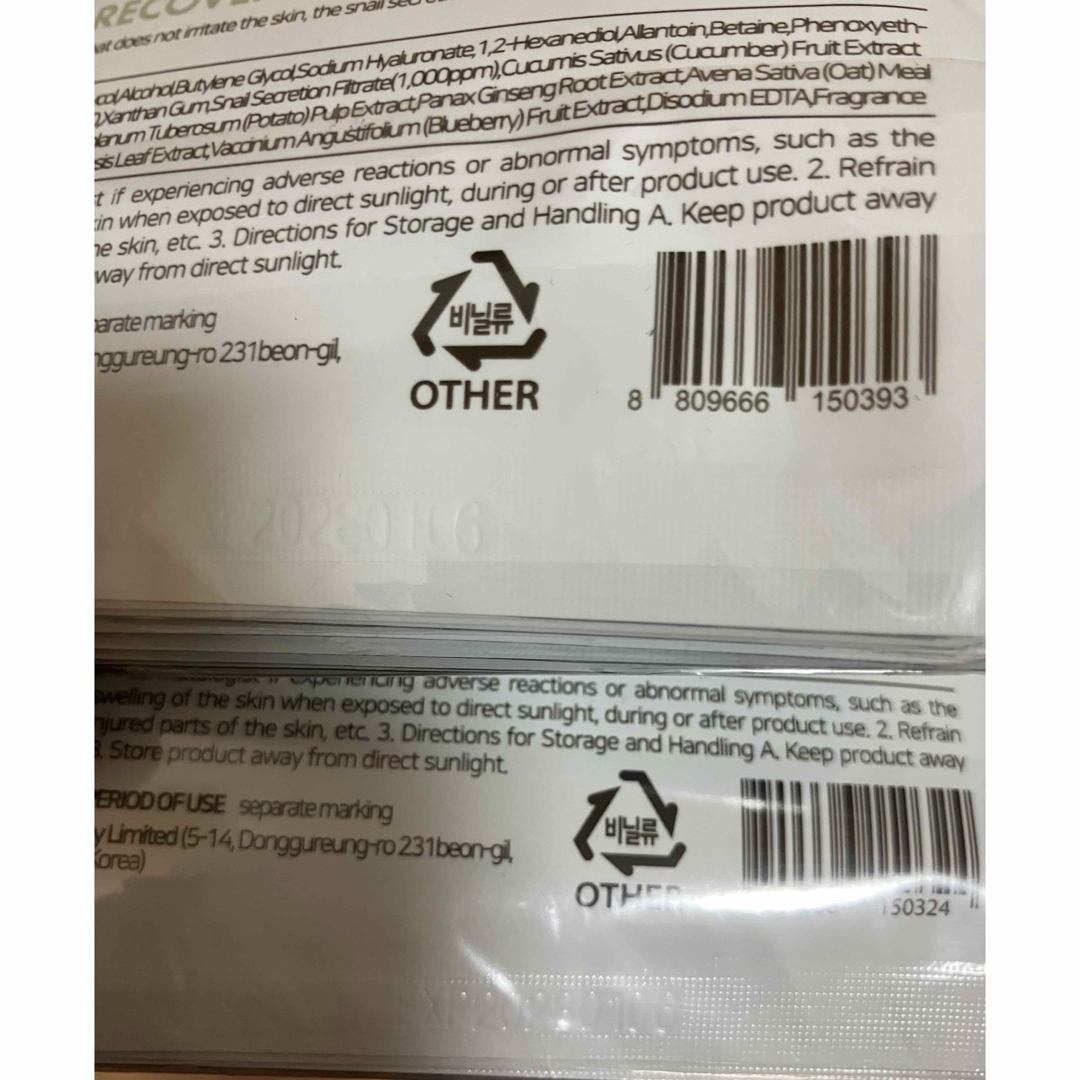 RECOVE
at does not irritate the skin, the snail sec
col,Alcohol,Butylene Glycol,Sodium Hyaluronate, 1,2-Hexanediol,Allantoin,Betaine,Phenoxyeth-
),Xanthan Gum,Snail Secretion Filtrate(1,000ppm),Cucumis Sativus (Cucumber) Fruit Extract
lanum Tuberosum (Potato) Pulp Extract,Panax Ginseng Root Extract,Avena Sativa (Oat) Meal
sis Leaf Extract,Vaccinium Angustifolium (Blueberry) Fruit Extract,Disodium EDTA,Fragrance
t if experiencing adverse reactions or abnormal symptoms, such as the
in when exposed to direct sunlight, during or after product use. 2. Refrain
he skin, etc. 3. Directions for Storage and Handling A. Keep product away
way from direct sunlight.
arate marking
nggureung-ro 231beon-gil,
비닐류
OTHER
8 809666 150393
experiencing adverse reactions or abnormal symptoms, such as the
swelling of the skin when exposed to direct sunlight, during or after product use. 2. Refrain
njured parts of the skin, etc. 3. Directions for Storage and Handling A. Keep product away
. Store product away from direct sunlight.
ERIOD OF USE separate marking
y Limited (5-14, Donggureung-ro 231beon-gil,
Korea)
비닐류
OTHER
150324